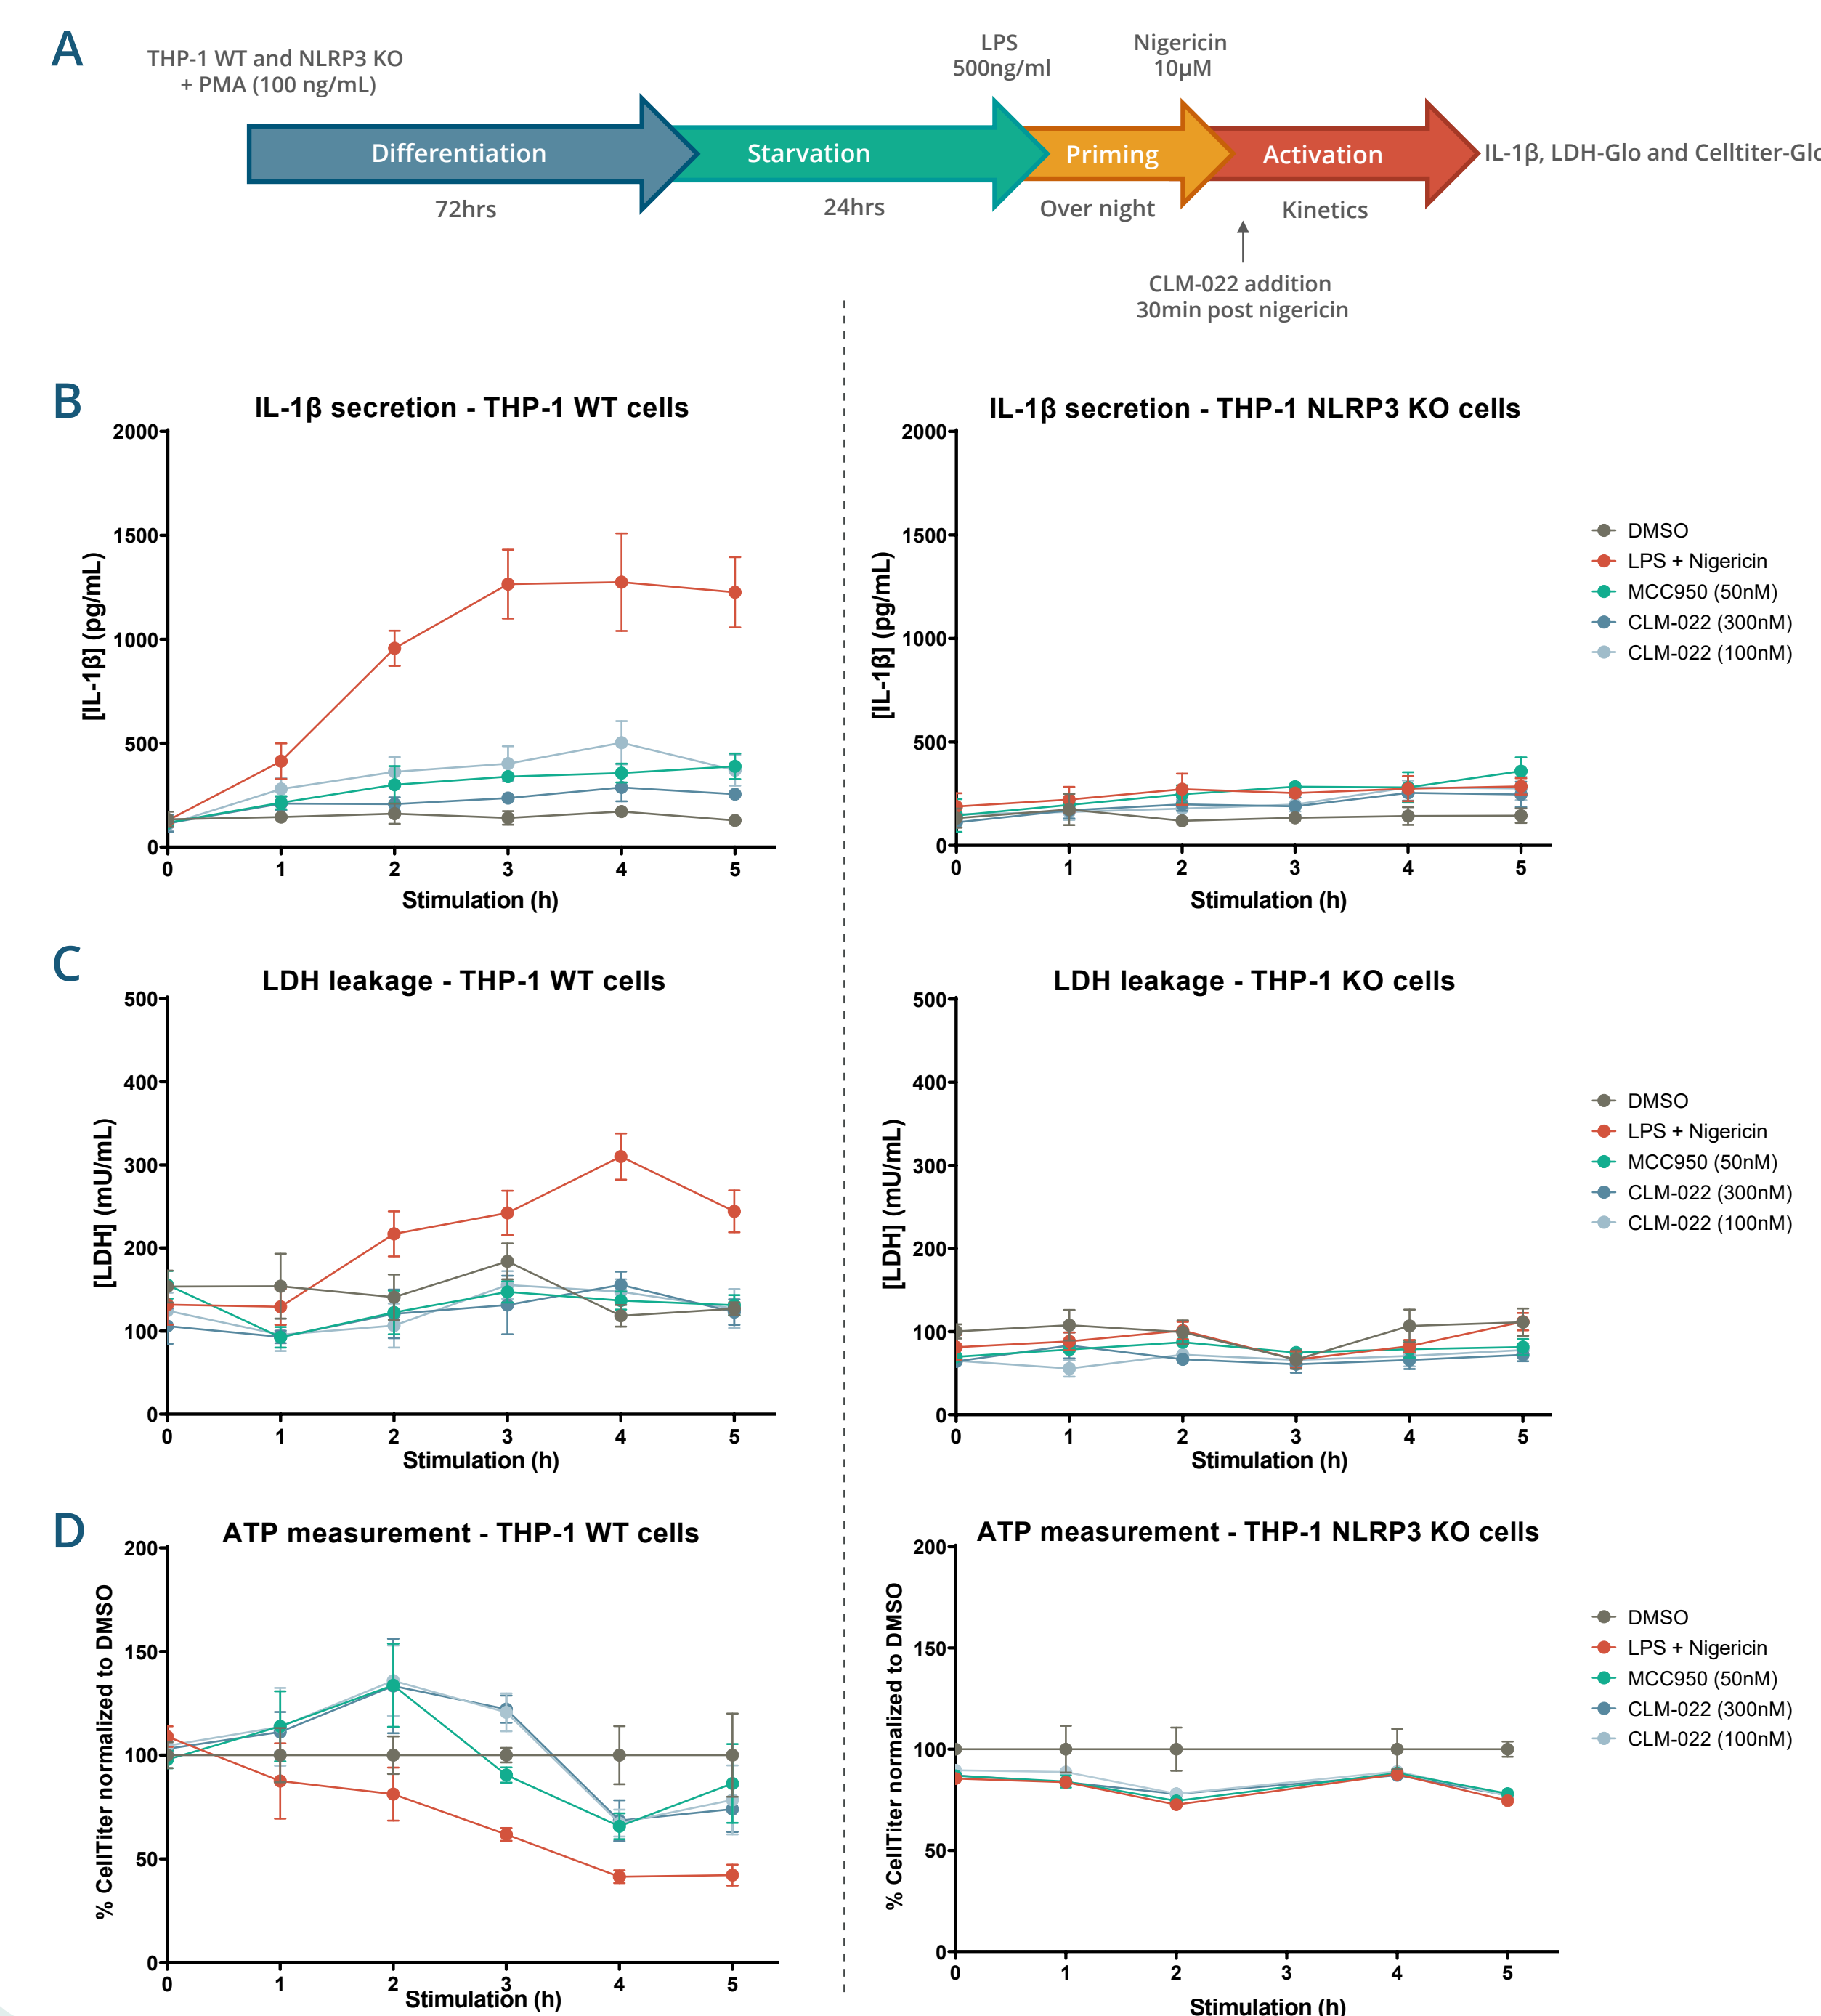 A
THP-1 WT and NLRP3 KO
+ PMA (100 ng/mL)
LPS
500ng/ml
Nigericin
10µM
Differentiation
Starvation
Priming
Activation
IL-1β, LDH-Glo and Celltiter-Glo
72hrs
24hrs
Over night
Kinetics
CLM-022 addition
30min post nigericin
B
IL-1β secretion - THP-1 WT cells
[IL-1β] (pg/mL)
2000
1500
1000
500
0
0 1 2 3 4 5
Stimulation (h)
IL-1β secretion - THP-1 NLRP3 KO cells
[IL-1β] (pg/mL)
2000
1500
1000
500
0
0 1 2 3 4 5
Stimulation (h)
DMSO
LPS + Nigericin
MCC950 (50nM)
CLM-022 (300nM)
CLM-022 (100nM)
C
LDH leakage - THP-1 WT cells
[LDH] (mU/mL)
500
400
300
200
100
0
0 1 2 3 4 5
Stimulation (h)
LDH leakage - THP-1 KO cells
[LDH] (mU/mL)
500
400
300
200
100
0
0 1 2 3 4 5
Stimulation (h)
DMSO
LPS + Nigericin
MCC950 (50nM)
CLM-022 (300nM)
CLM-022 (100nM)
D
ATP measurement - THP-1 WT cells
% CellTiter normalized to DMSO
200
150
100
50
0
0 1 2 3 4 5
Stimulation (h)
ATP measurement - THP-1 NLRP3 KO cells
% CellTiter normalized to DMSO
200
150
100
50
0
0 1 2 3 4 5
Stimulation (h)
DMSO
LPS + Nigericin
MCC950 (50nM)
CLM-022 (300nM)
CLM-022 (100nM)